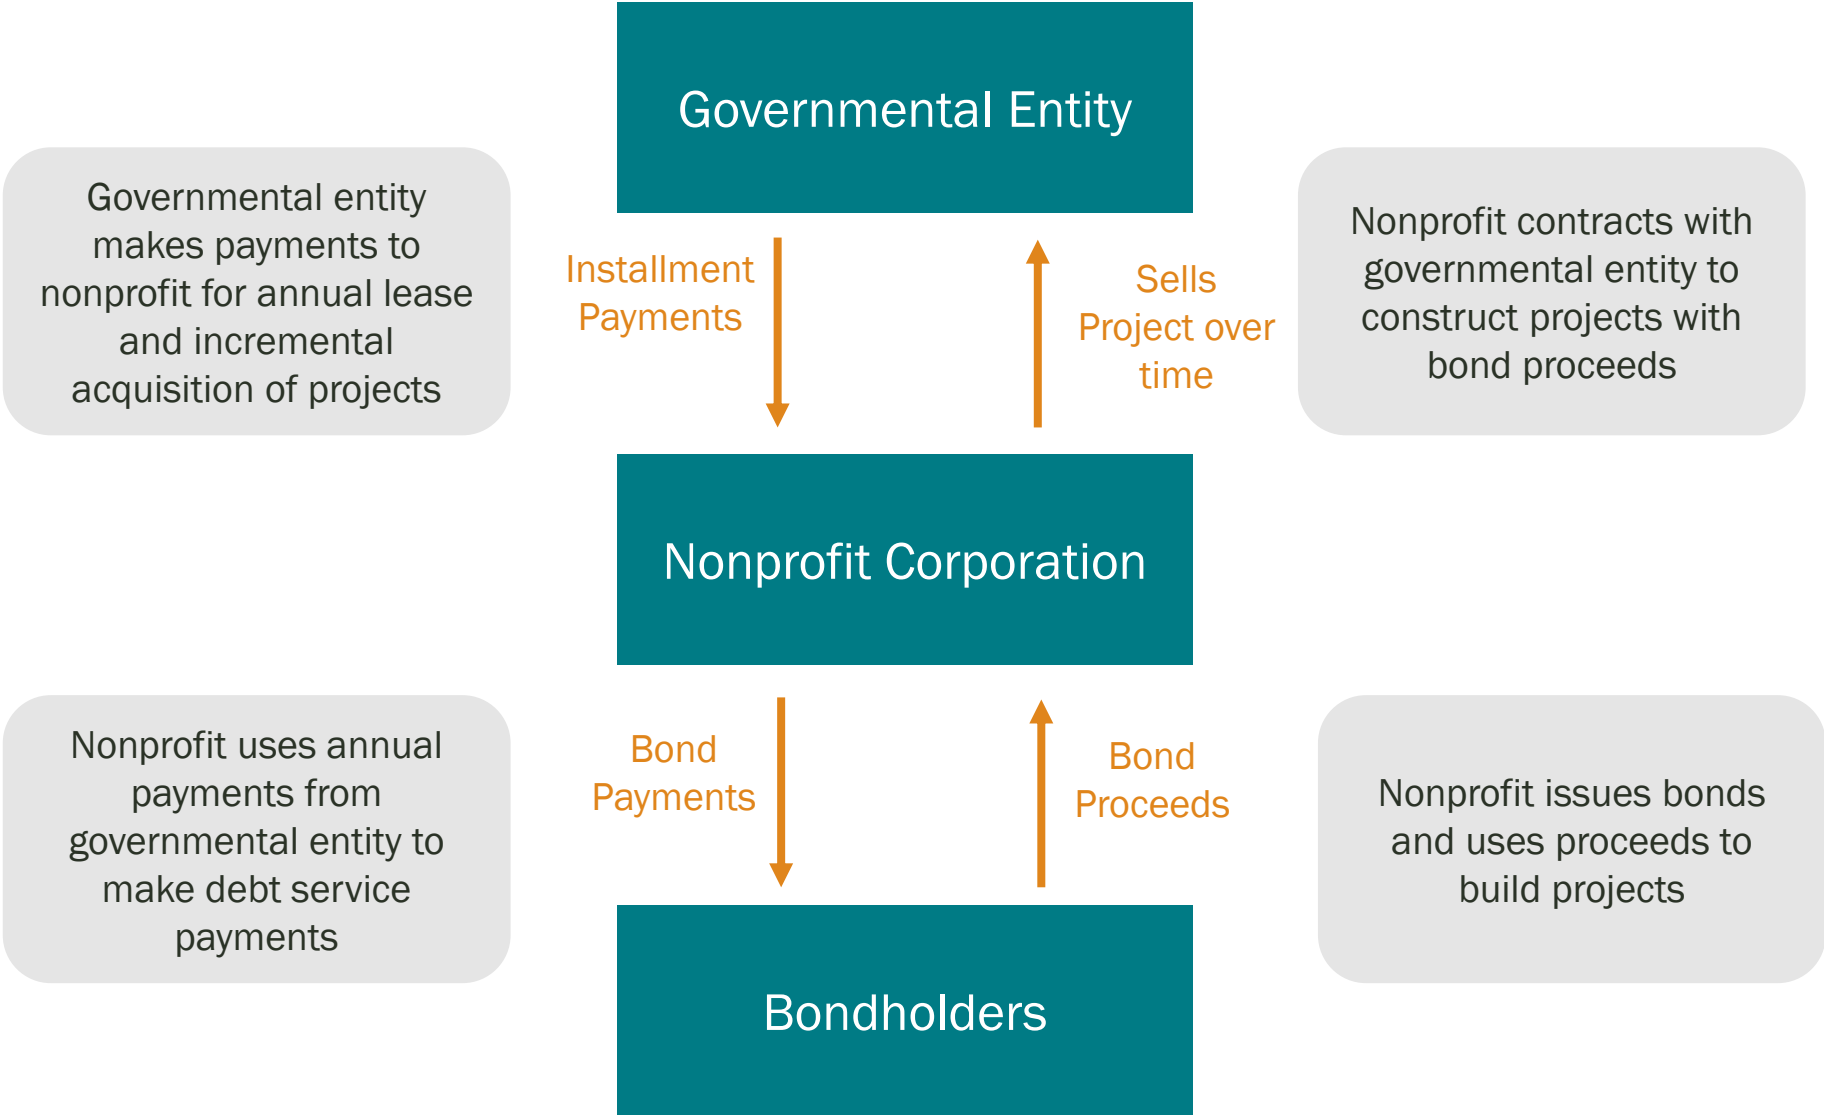 Governmental Entity
Governmental entity
makes payments to
nonprofit for annual lease
and incremental
acquisition of projects
Installment
Payments
Sells
Project over
time
Nonprofit contracts with
governmental entity to
construct projects with
bond proceeds
Nonprofit Corporation
Nonprofit uses annual
payments from
governmental entity to
make debt service
payments
Bond
Payments
Bond
Proceeds
Nonprofit issues bonds
and uses proceeds to
build projects
Bondholders